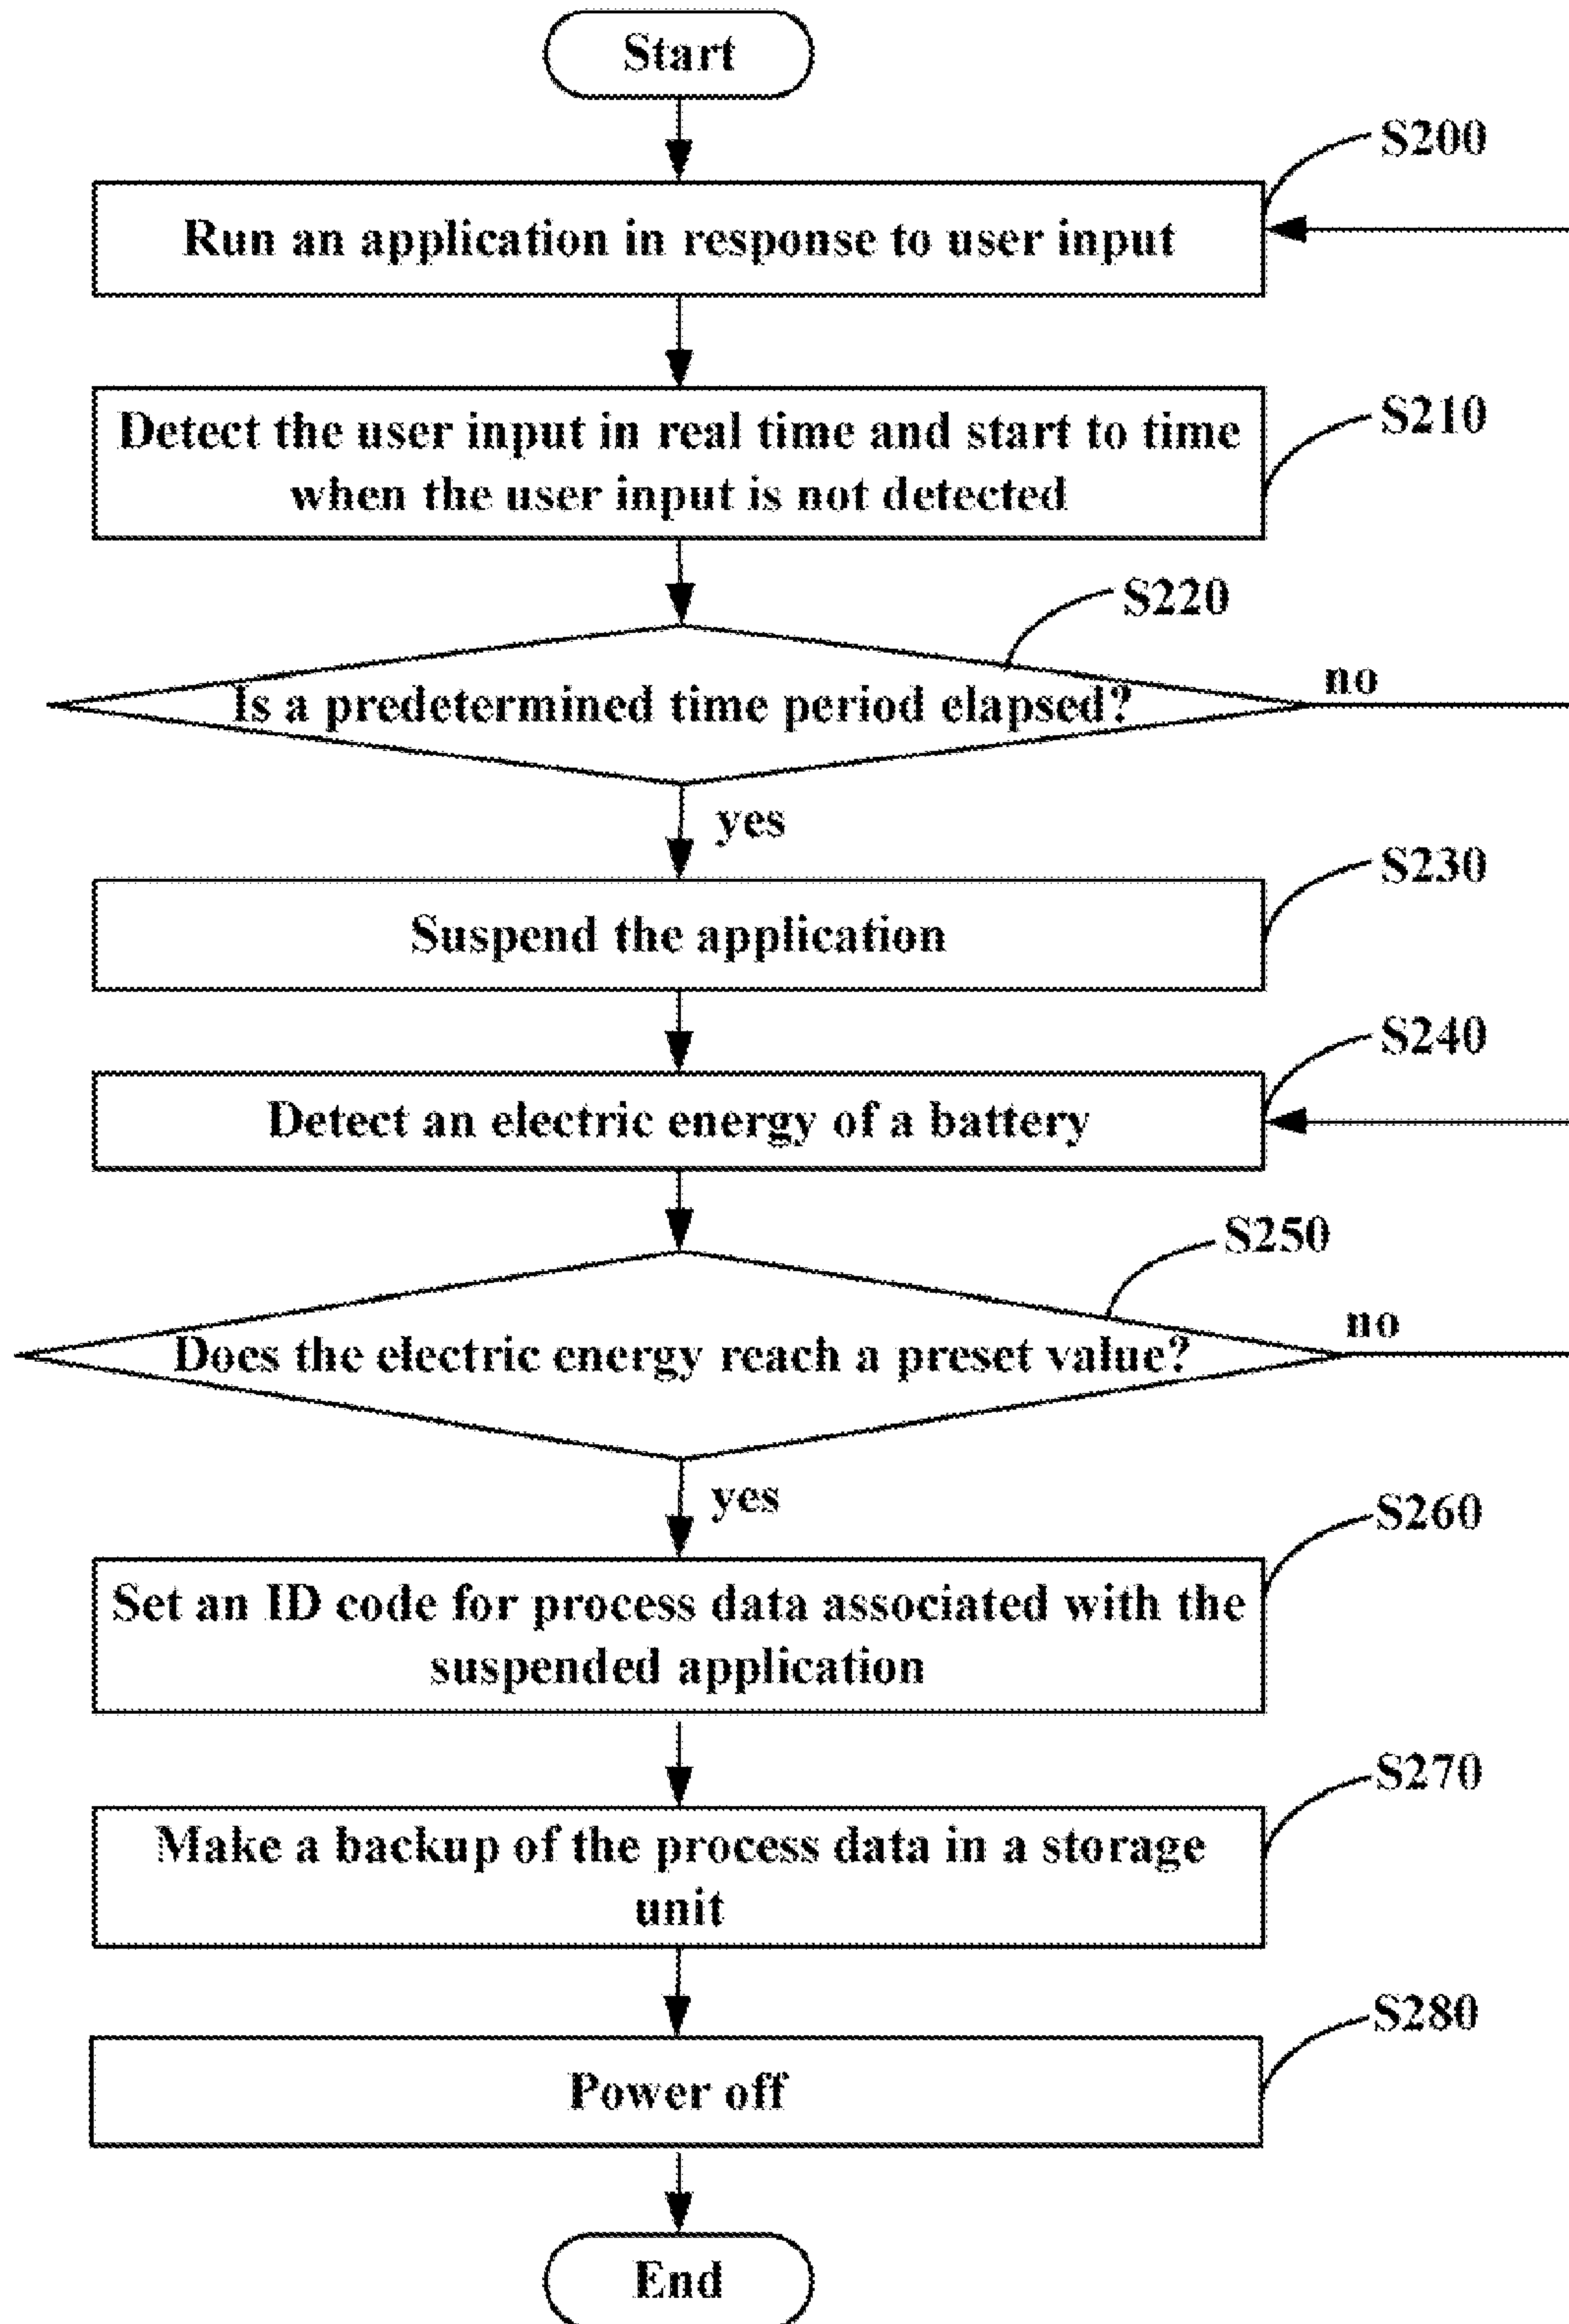 Start
S200
Run an application in response to user input
S210
Detect the user input in real time and start to time
when the user input is not detected
S220
Is a predetermined time period elapsed?
no
yes
S230
Suspend the application
S240
Detect an electric energy of a battery
S250
Does the electric energy reach a preset value?
no
yes
S260
Set an ID code for process data associated with the
suspended application
S270
Make a backup of the process data in a storage
unit
S280
Power off
End